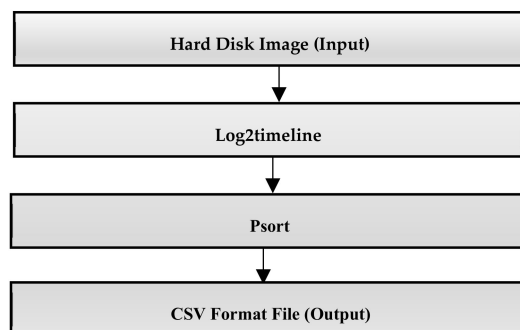 Hard Disk Image (Input)
Log2timeline
Psort
CSV Format File (Output)